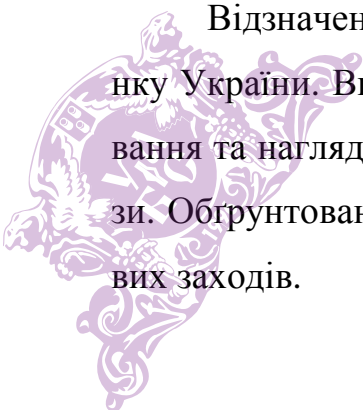 Відзначен
нку України. Ви
вання та нагляд
зи. Обґрунтован
вих заходів.